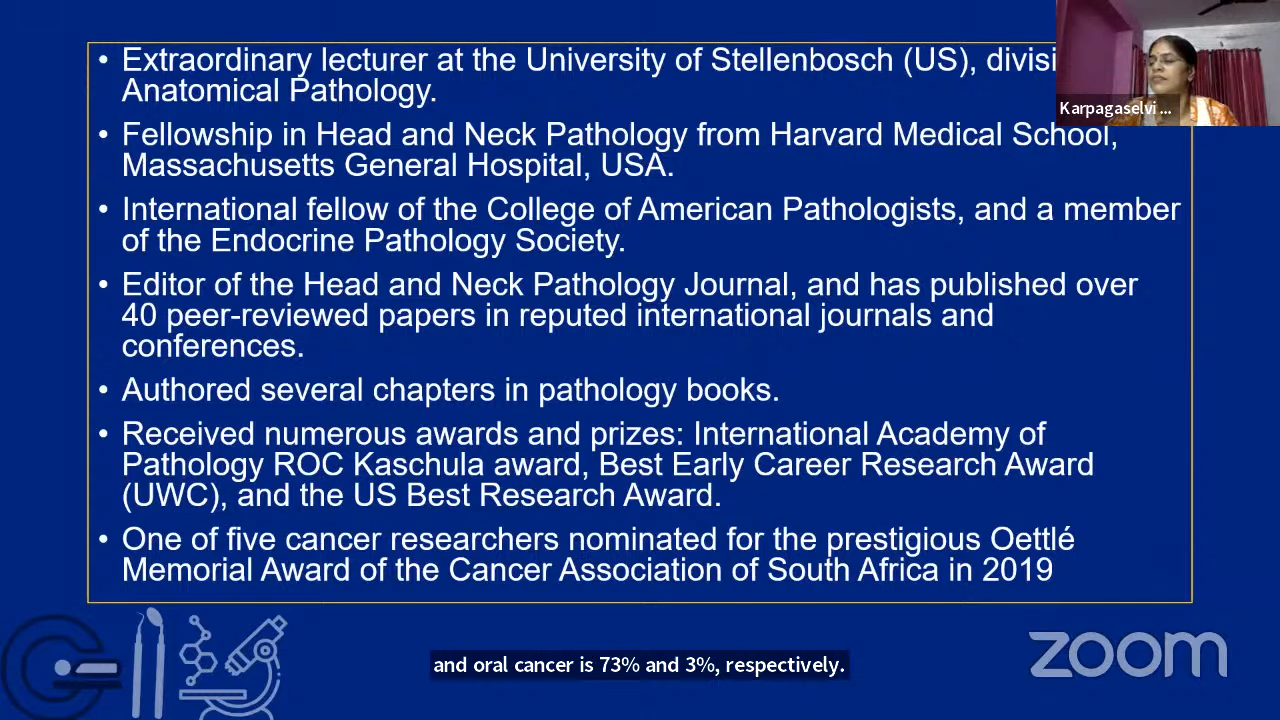 • Extraordinary lecturer at the University of Stellenbosch (US),
Anatomical Pathology.
• Fellowship in Head and Neck Pathology from Harvard Medical School,
Massachusetts General Hospital, USA.
• International fellow of the College of American Pathologists, and a member
of the Endocrine Pathology Society.
• Editor of the Head and Neck Pathology Journal, and has published over
40 peer-reviewed papers in reputed international journals and
conferences.
• Authored several chapters in pathology books.
• Received numerous awards and prizes: International Academy of
Pathology ROC Kaschula award, Best Early Career Research Award
(UWC), and the US Best Research Award.
• One of five cancer researchers nominated for the prestigious Oettlé
Memorial Award of the Cancer Association of South Africa in 2019
Karpagaselvi ...
and oral cancer is 73% and 3%, respectively.
zoom